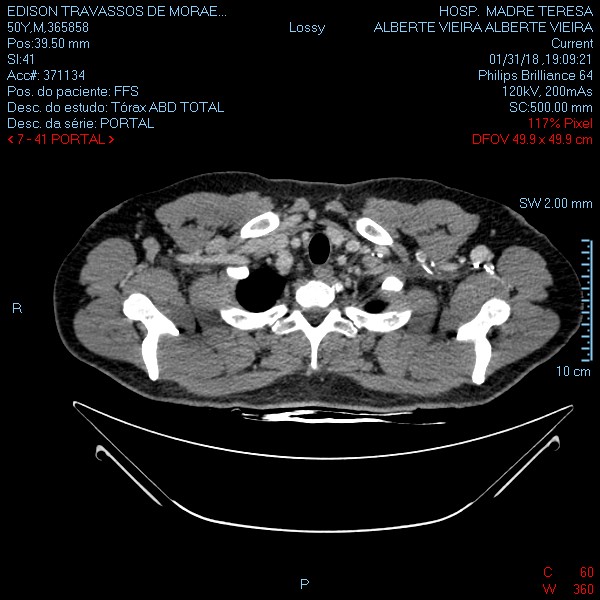 EDISON TRAVASSOS DE MORAE...
50Y,M,365858
Pos:39.50 mm
SI:41
Acc#: 371134
Pos. do paciente: FFS
Desc. do estudo: Tórax ABD TOTAL
Desc. da série: PORTAL
< 7 - 41 PORTAL >
Lossy
HOSP. MADRE TERESA
ALBERTE VIEIRA ALBERTE VIEIRA
Current
01/31/18 ,19:09:21
Philips Brilliance 64
120kV, 200mAs
SC:500.00 mm
117% Pixel
DFOV 49.9 x 49.9 cm
SW 2.00 mm
R
10 cm
P
C 60
W 360